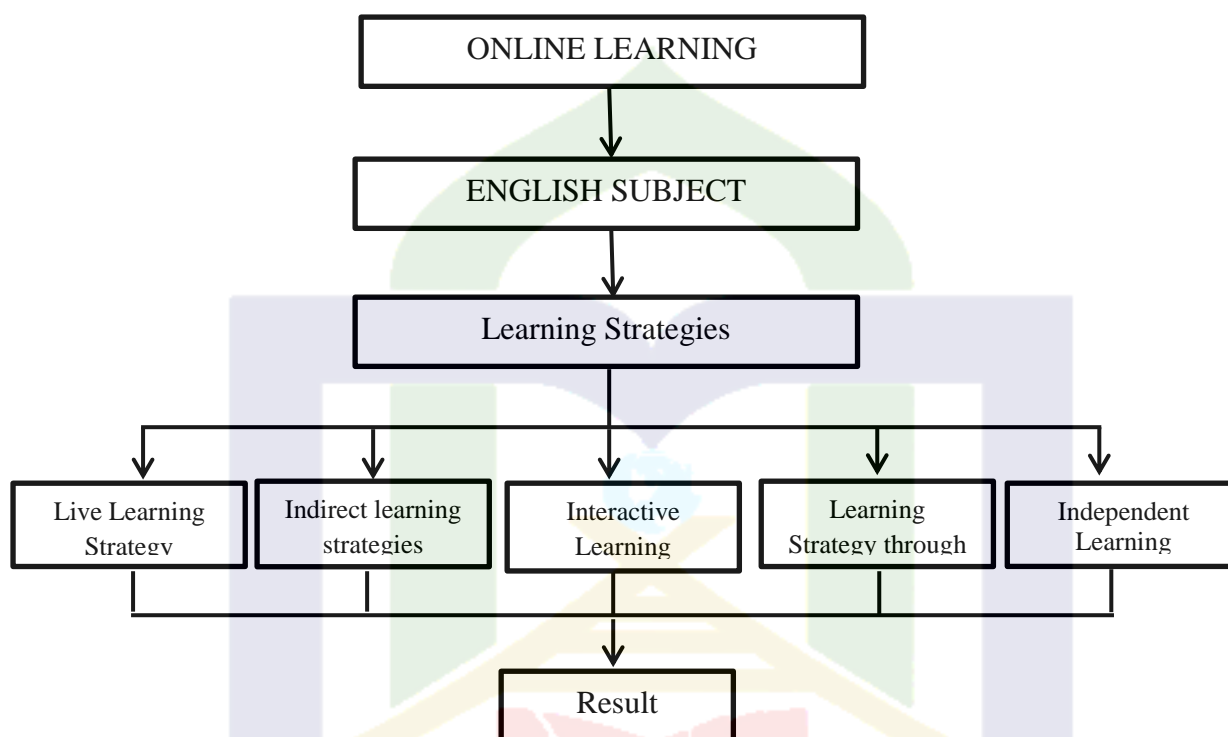 ONLINE LEARNING
ENGLISH SUBJECT
Learning Strategies
Live Learning
Strategy
Indirect learning
strategies
Interactive
Learning
Learning
Strategy through
Independent
Learning
Result